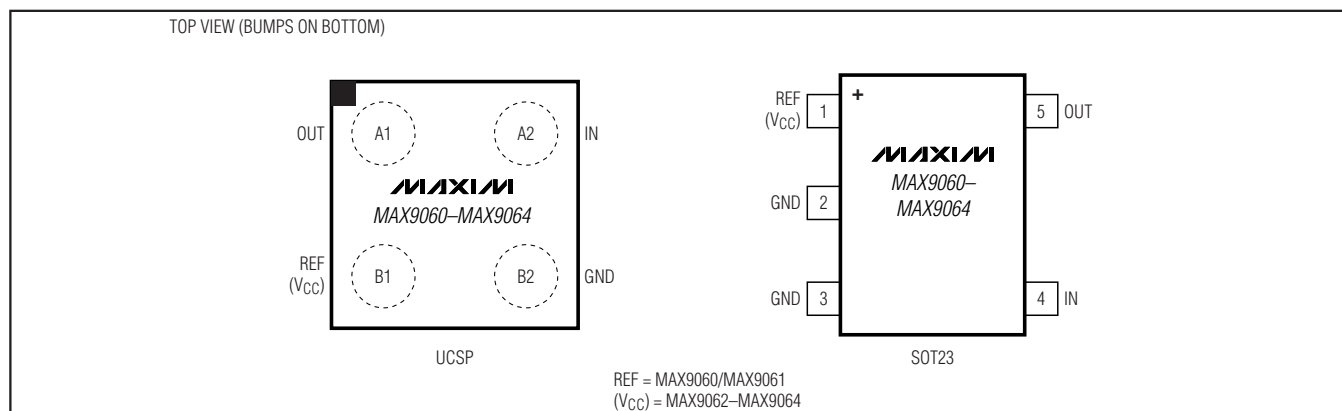 TOP VIEW (BUMPS ON BOTTOM)
OUT A1 A2 IN
MAXIM
MAX9060–MAX9064
REF
(VCC) B1 B2 GND
UCSP
REF
(VCC) 1 + 5 OUT
MAXIM
MAX9060–
MAX9064
GND 2
GND 3 4 IN
SOT23
REF = MAX9060/MAX9061
(VCC) = MAX9062–MAX9064